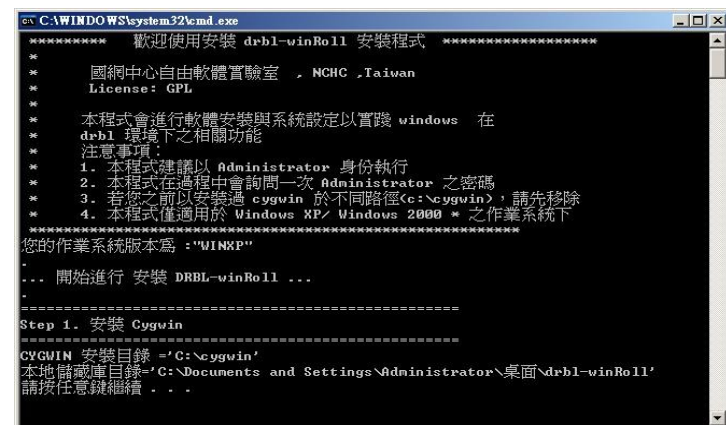 C:\WINDOWS\system32\cmd.exe
********* 歡迎使用安裝 drbl-winRoll 安裝程式 ******************
*
* 國網中心自由軟體實驗室 , NCHC ,Taiwan
* License: GPL
*
* 本程式會進行軟體安裝與系統設定以實踐 windows 在
* drbl 環境下之相關功能
* 注意事項：
* 1. 本程式建議以 Administrator 身份執行
* 2. 本程式在過程中會詢問一次 Administrator 之密碼
* 3. 若您之前以安裝過 cygwin 於不同路徑(c:\cygwin)，請先移除
* 4. 本程式僅適用於 Windows XP/ Windows 2000 * 之作業系統下
**********************************************************
您的作業系統版本為 :"WINXP"
.
... 開始進行 安裝 DRBL-winRoll ...
.
====================================================
Step 1. 安裝 Cygwin
====================================================
CYGWIN 安裝目錄 ='C:\cygwin'
本地儲藏庫目錄='C:\Documents and Settings\Administrator\桌面\drbl-winRoll'
請按任意鍵繼續 . . .